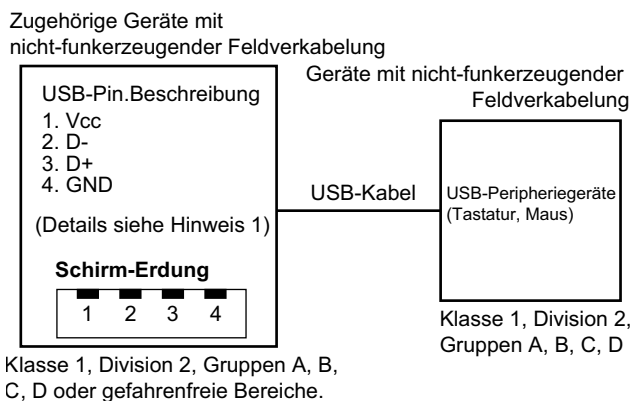 Zugehörige Geräte mit
nicht-funkerzeugender Feldverkabelung
Geräte mit nicht-funkerzeugender
Feldverkabelung
USB-Pin.Beschreibung
1. Vcc
2. D-
3. D+
4. GND
(Details siehe Hinweis 1)
Schirm-Erdung
1 2 3 4
USB-Kabel
USB-Peripheriegeräte
(Tastatur, Maus)
Klasse 1, Division 2, Gruppen A, B,
C, D oder gefahrenfreie Bereiche.
Klasse 1, Division 2,
Gruppen A, B, C, D